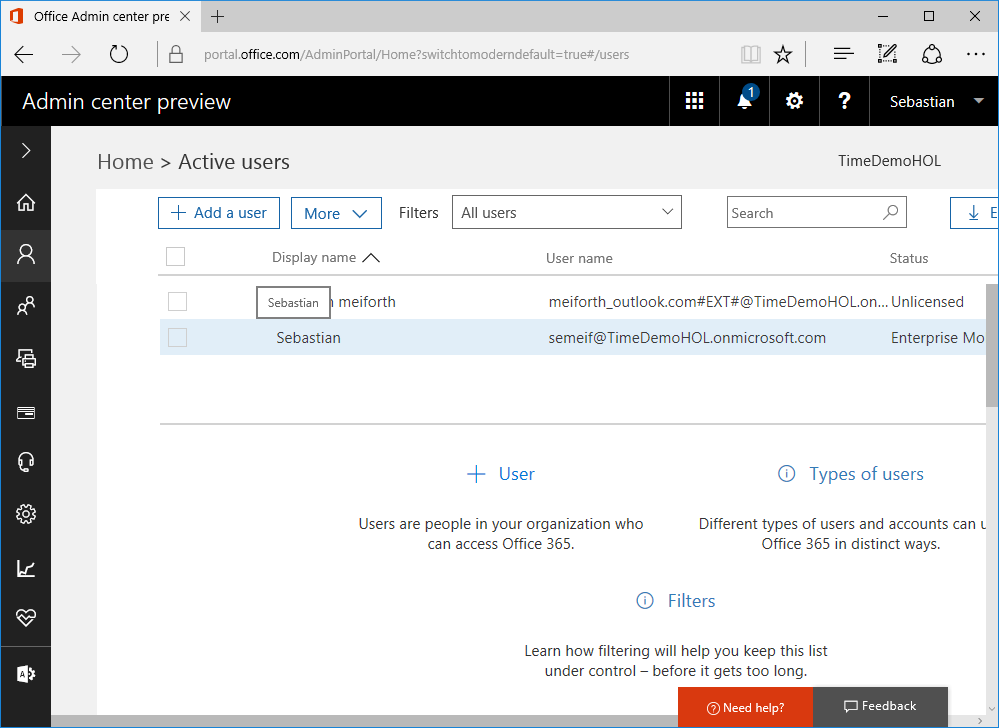 Office Admin center pre
portal.office.com/AdminPortal/Home?switchtomoderndefault=true#/users
Admin center preview
1
?
Sebastian
Home > Active users
TimeDemoHOL
Add a user
More
Filters
All users
Search
E
Display name
User name
Status
Sebastian
meiforth
meiforth_outlook.com#EXT#@TimeDemoHOL.on...
Unlicensed
Sebastian
semeif@TimeDemoHOL.onmicrosoft.com
Enterprise Mo
User
Types of users
Users are people in your organization who
can access Office 365.
Different types of users and accounts can u
Office 365 in distinct ways.
Filters
Learn how filtering will help you keep this list
under control – before it gets too long.
Need help?
Feedback